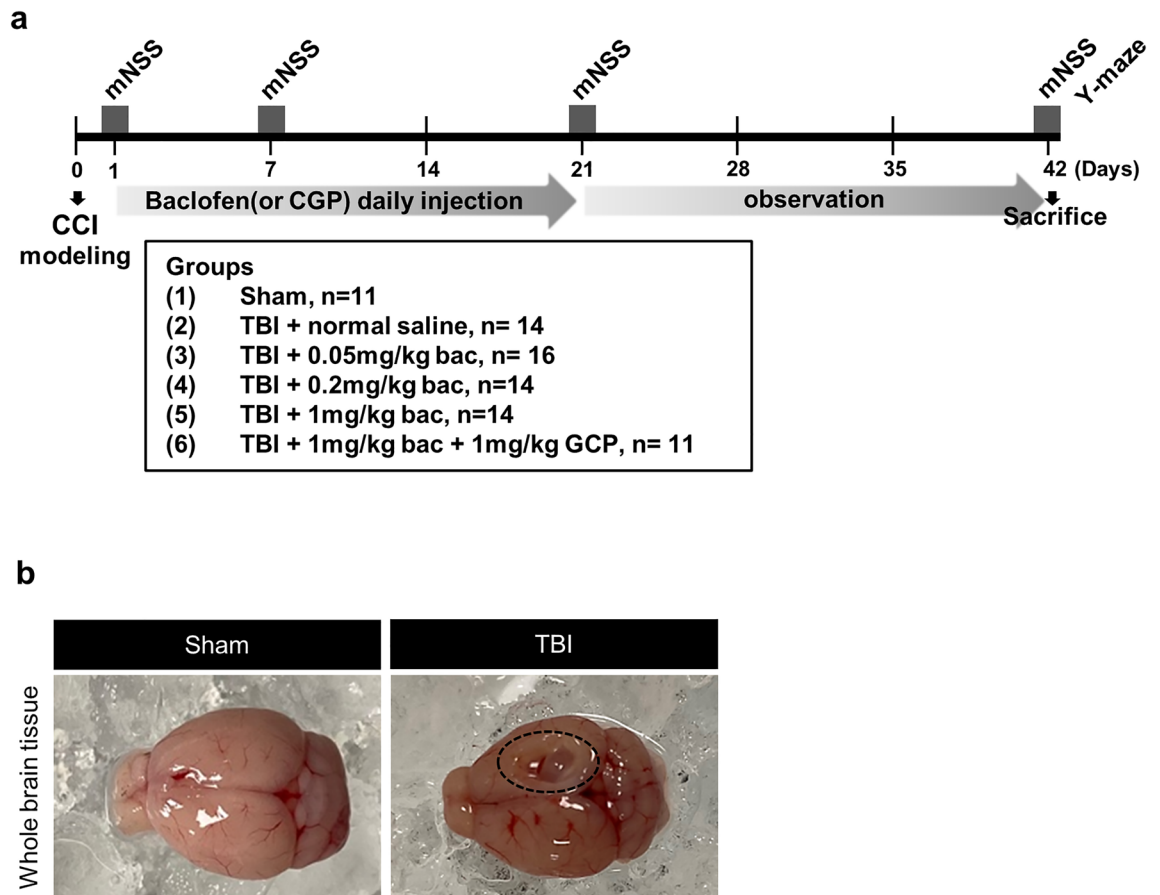 a
mNSS
mNSS
mNSS
mNSS
Y-maze
0 1 7 14 21 28 35 42 (Days)
Baclofen(or CGP) daily injection
observation
CCI
modeling
Sacrifice
Groups
(1) Sham, n=11
(2) TBI + normal saline, n= 14
(3) TBI + 0.05mg/kg bac, n= 16
(4) TBI + 0.2mg/kg bac, n=14
(5) TBI + 1mg/kg bac, n=14
(6) TBI + 1mg/kg bac + 1mg/kg GCP, n= 11
b
Sham
TBI
Whole brain tissue